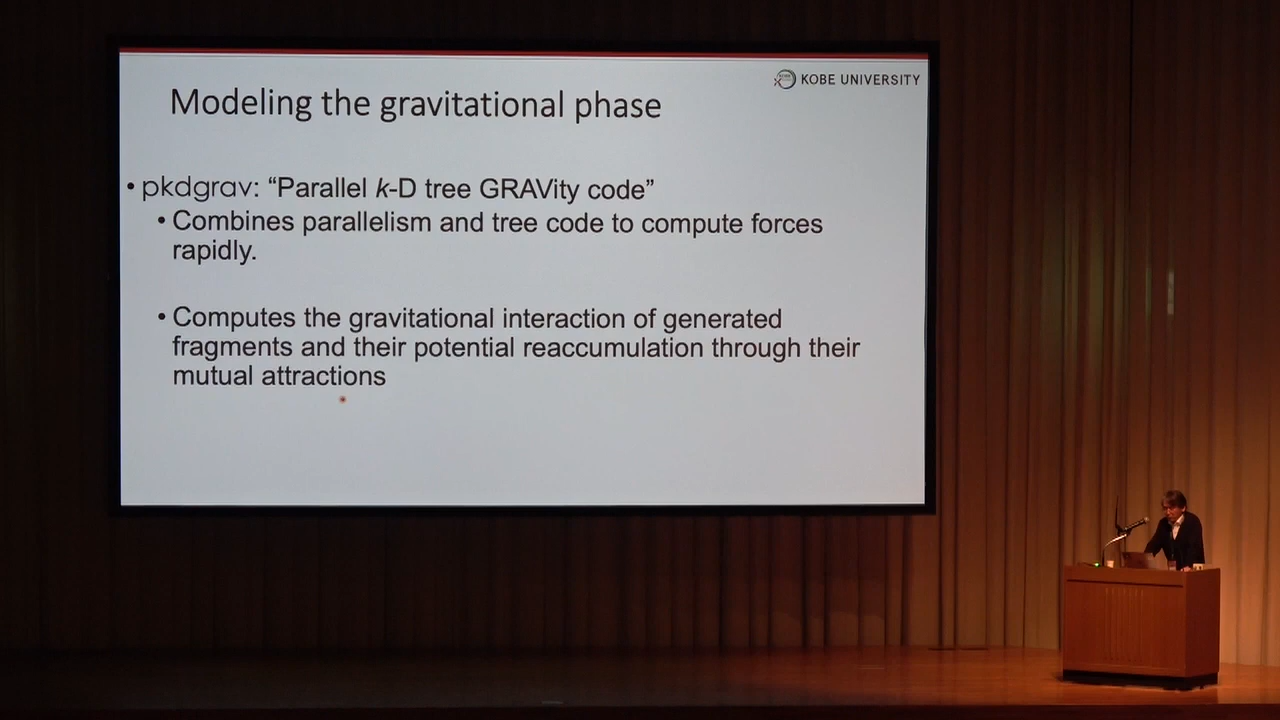 KOBE UNIVERSITY
Modeling the gravitational phase
• pkdgrav: “Parallel k-D tree GRAVity code”
• Combines parallelism and tree code to compute forces
rapidly.
• Computes the gravitational interaction of generated
fragments and their potential reaccumulation through their
mutual attractions